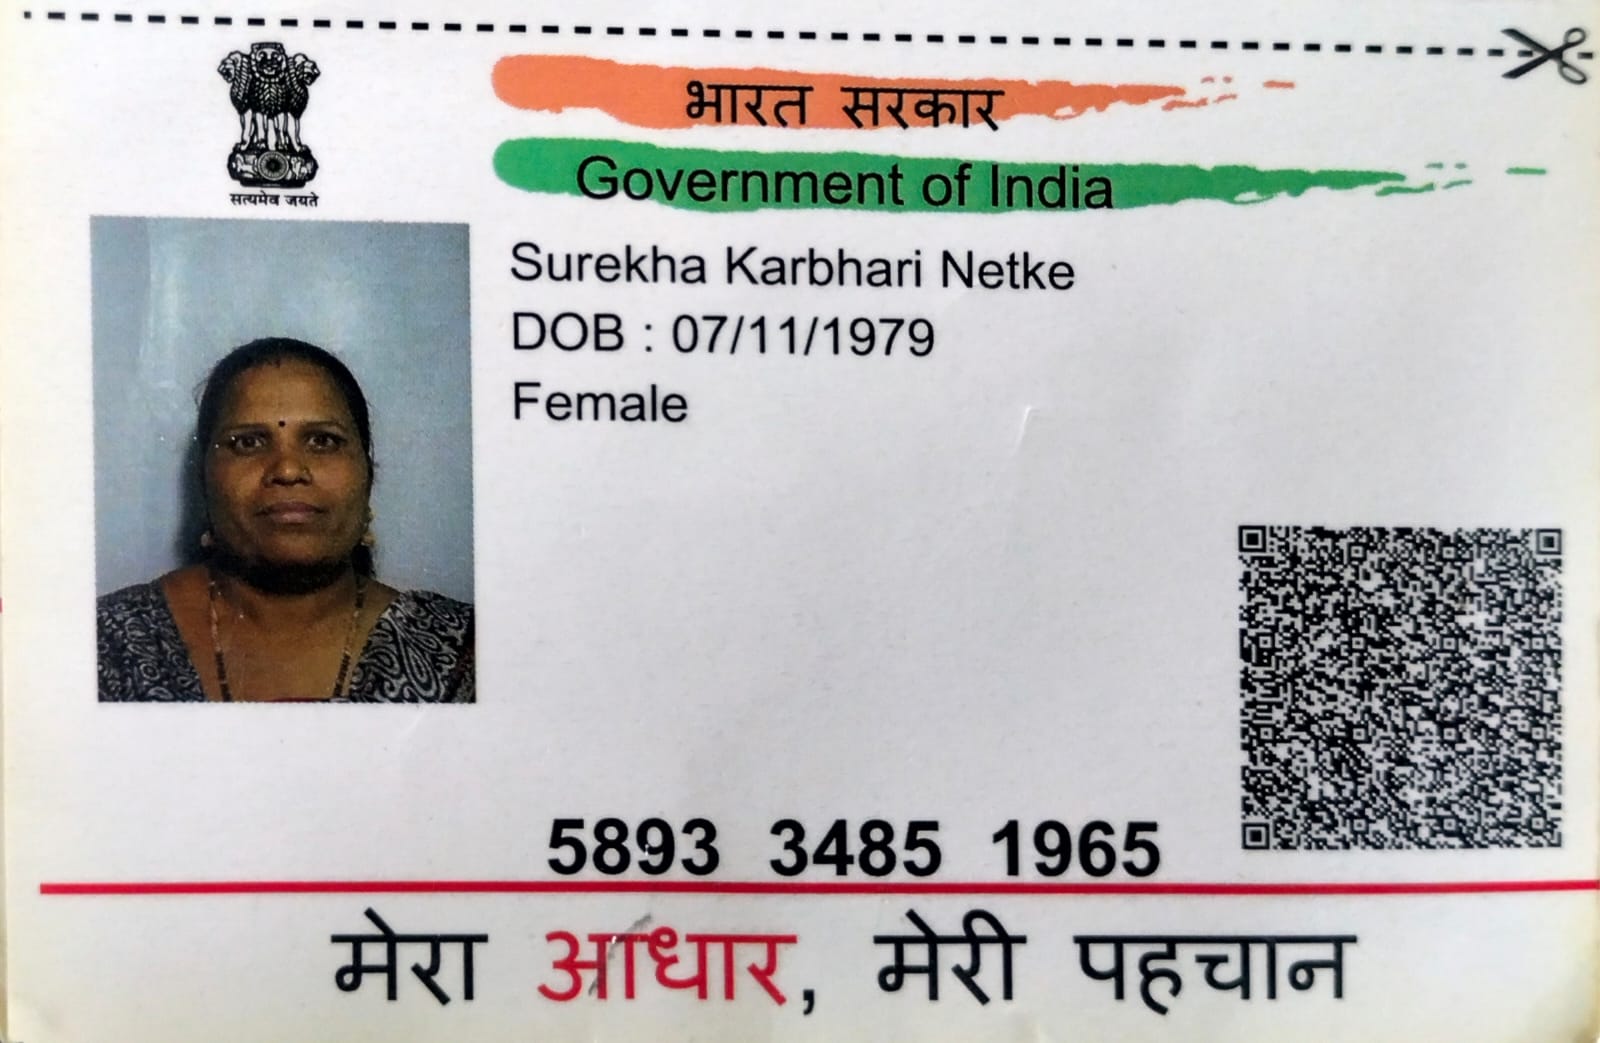 सत्यमेव जयते
भारत सरकार
Government of India
Surekha Karbhari Netke
DOB : 07/11/1979
Female
5893 3485 1965
मेरा आधार, मेरी पहचान